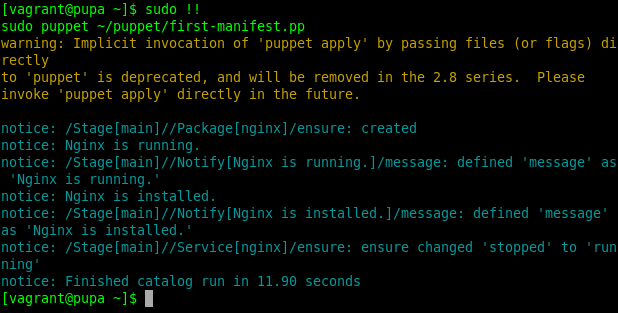 [vagrant@pupa ~]$ sudo !!
sudo puppet ~/puppet/first-manifest.pp
warning: Implicit invocation of 'puppet apply' by passing files (or flags) di
rectly
to 'puppet' is deprecated, and will be removed in the 2.8 series.  Please
invoke 'puppet apply' directly in the future.

notice: /Stage[main]//Package[nginx]/ensure: created
notice: Nginx is running.
notice: /Stage[main]//Notify[Nginx is running.]/message: defined 'message' as
 'Nginx is running.'
notice: Nginx is installed.
notice: /Stage[main]//Notify[Nginx is installed.]/message: defined 'message'
as 'Nginx is installed.'
notice: /Stage[main]//Service[nginx]/ensure: ensure changed 'stopped' to 'run
ning'
notice: Finished catalog run in 11.90 seconds
[vagrant@pupa ~]$